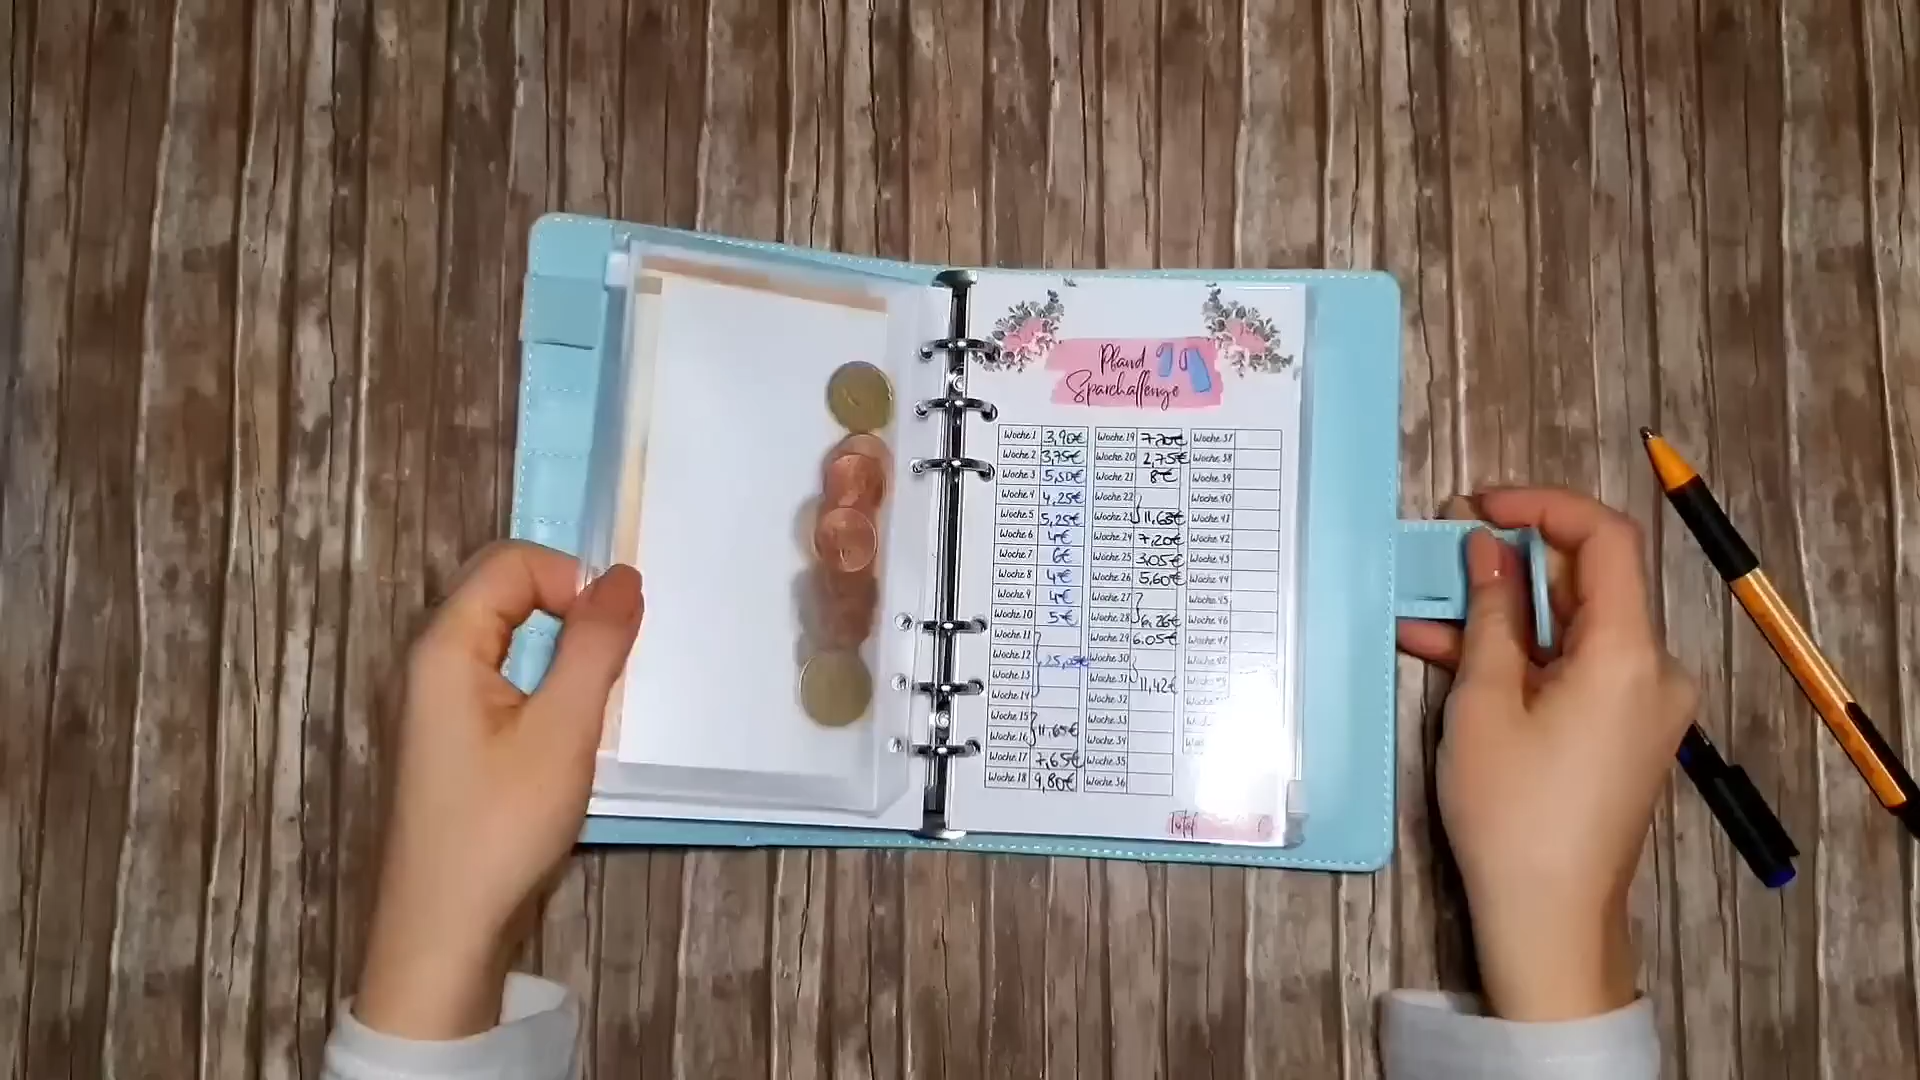 Pfand
Sparchallenge
Woche 1 3,90€
Woche 2 3,75€
Woche 3 5,50€
Woche 4 4,25€
Woche 5 5,25€
Woche 6 4€
Woche 7 6€
Woche 8 4€
Woche 9 4€
Woche 10 5€
Woche 11
Woche 12
Woche 13
Woche 14
Woche 15
Woche 16 11,65€
Woche 17 7,65€
Woche 18 9,80€
Woche 19 7,20€
Woche 20 2,75€
Woche 21 8€
Woche 22
Woche 23 11,65€
Woche 24 7,20€
Woche 25 3,05€
Woche 26 5,60€
Woche 27
Woche 28 6,26€
Woche 29 6,05€
Woche 30
Woche 31 11,42€
Woche 32
Woche 33
Woche 34
Woche 35
Woche 36
Woche 37
Woche 38
Woche 39
Woche 40
Woche 41
Woche 42
Woche 43
Woche 44
Woche 45
Woche 46
Woche 47
Total